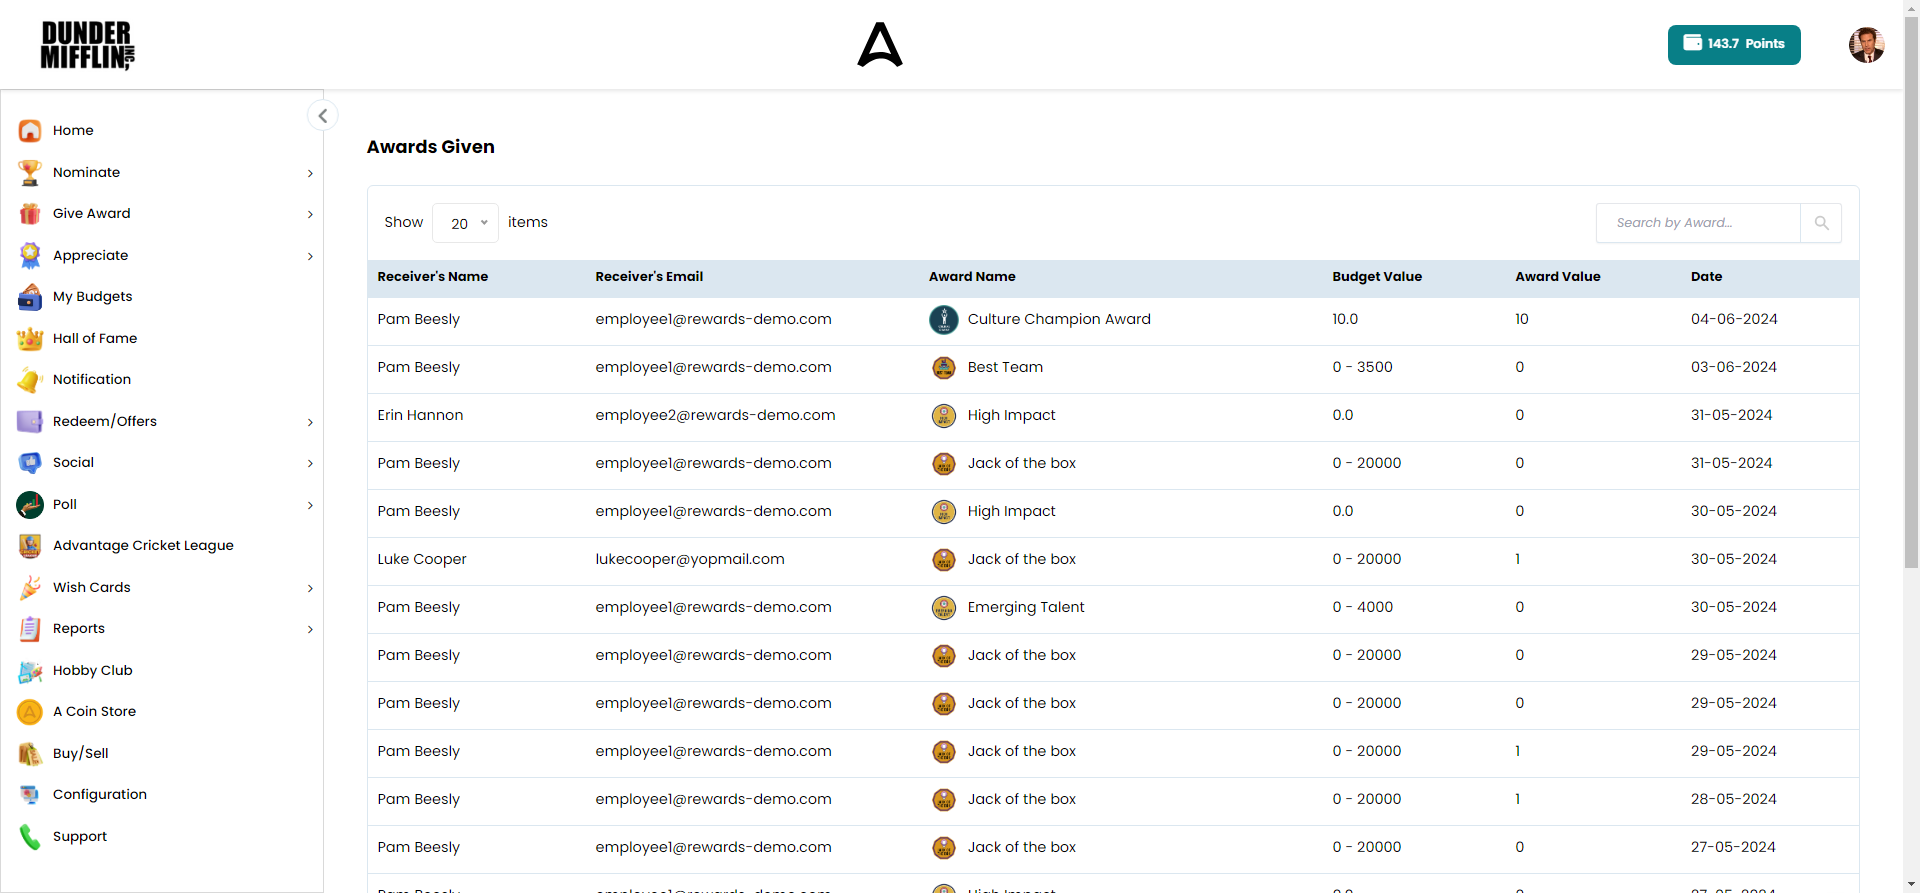 DUNDER
MIFFLIN, INC
143.7 Points
Home
Nominate
Give Award
Appreciate
My Budgets
Hall of Fame
Notification
Redeem/Offers
Social
Poll
Advantage Cricket League
Wish Cards
Reports
Hobby Club
A Coin Store
Buy/Sell
Configuration
Support
Awards Given
Show 20 items
Search by Award...
Receiver's Name Receiver's Email Award Name Budget Value Award Value Date
Pam Beesly employee1@rewards-demo.com Culture Champion Award 10.0 10 04-06-2024
Pam Beesly employee1@rewards-demo.com Best Team 0 - 3500 0 03-06-2024
Erin Hannon employee2@rewards-demo.com High Impact 0.0 0 31-05-2024
Pam Beesly employee1@rewards-demo.com Jack of the box 0 - 20000 0 31-05-2024
Pam Beesly employee1@rewards-demo.com High Impact 0.0 0 30-05-2024
Luke Cooper lukecooper@yopmail.com Jack of the box 0 - 20000 1 30-05-2024
Pam Beesly employee1@rewards-demo.com Emerging Talent 0 - 4000 0 30-05-2024
Pam Beesly employee1@rewards-demo.com Jack of the box 0 - 20000 0 29-05-2024
Pam Beesly employee1@rewards-demo.com Jack of the box 0 - 20000 0 29-05-2024
Pam Beesly employee1@rewards-demo.com Jack of the box 0 - 20000 1 29-05-2024
Pam Beesly employee1@rewards-demo.com Jack of the box 0 - 20000 1 28-05-2024
Pam Beesly employee1@rewards-demo.com Jack of the box 0 - 20000 0 27-05-2024